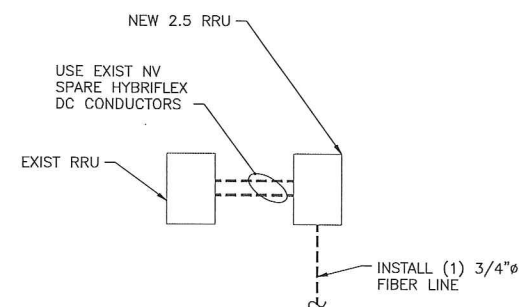 NEW 2.5 RRU
USE EXIST NV
SPARE HYBRIFLEX
DC CONDUCTORS
EXIST RRU
INSTALL (1) 3/4"ø
FIBER LINE